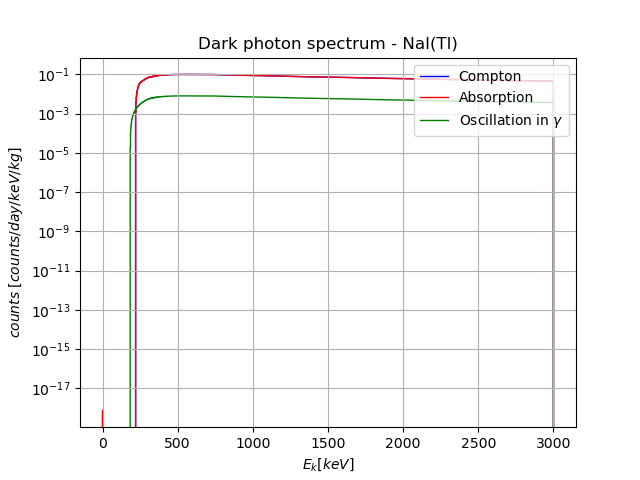 Dark photon spectrum - NaI(Tl)
Compton
Absorption
Oscillation in γ
counts [counts/day/keV/kg]
10⁻¹
10⁻³
10⁻⁵
10⁻⁷
10⁻⁹
10⁻¹¹
10⁻¹³
10⁻¹⁵
10⁻¹⁷
0 500 1000 1500 2000 2500 3000
Eₖ[keV]